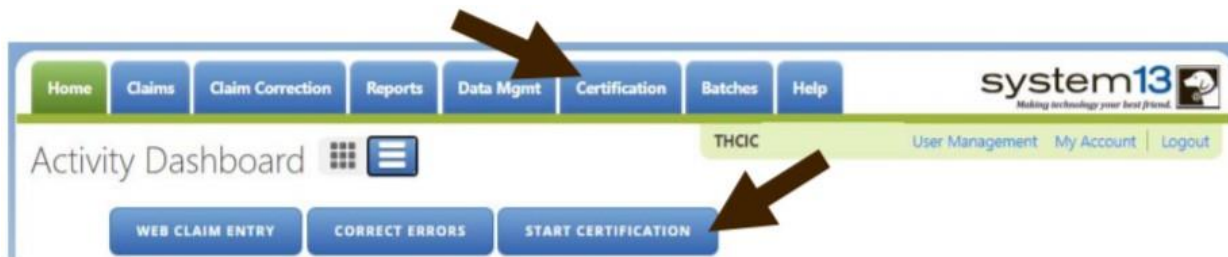 Home Claims Claim Correction Reports Data Mgmt Certification Batches Help system13
Making technology your best friend.
THCIC User Management My Account Logout
Activity Dashboard
WEB CLAIM ENTRY CORRECT ERRORS START CERTIFICATION